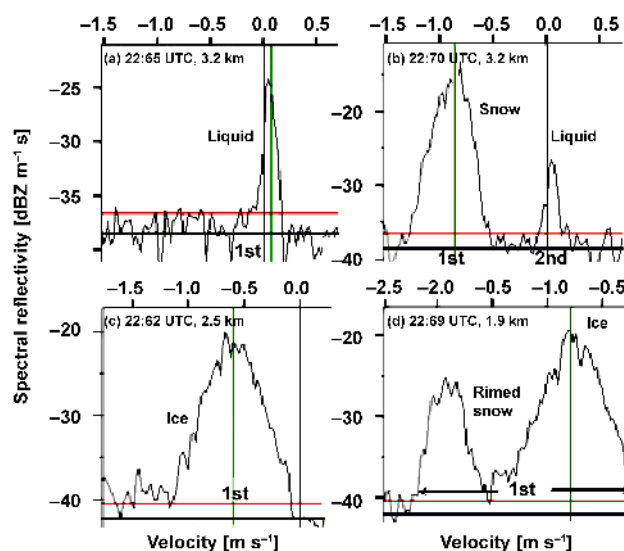 −1.5 −1.0 −0.5 0.0 0.5
−1.5 −1.0 −0.5 0.0 0.5
(a) 22:65 UTC, 3.2 km
(b) 22:70 UTC, 3.2 km
−25
−30
−35
Liquid
1st
−20
−30
−40
Snow
Liquid
1st
2nd
Spectral reflectivity [dBZ m−1 s]
−1.5 −1.0 −0.5 0.0
−2.0 −1.5 −1.0 −0.5
(c) 22:62 UTC, 2.5 km
(d) 22:69 UTC, 1.9 km
−20
−30
−40
Ice
1st
−20
−30
−40
Ice
Rimed
snow
1st
Velocity [m s−1]
Velocity [m s−1]